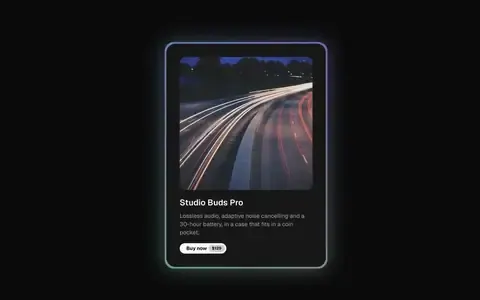 Studio Buds Pro
Lossless audio, adaptive noise cancelling and a
30-hour battery, in a case that fits in a coin
pocket.
Buy now $129